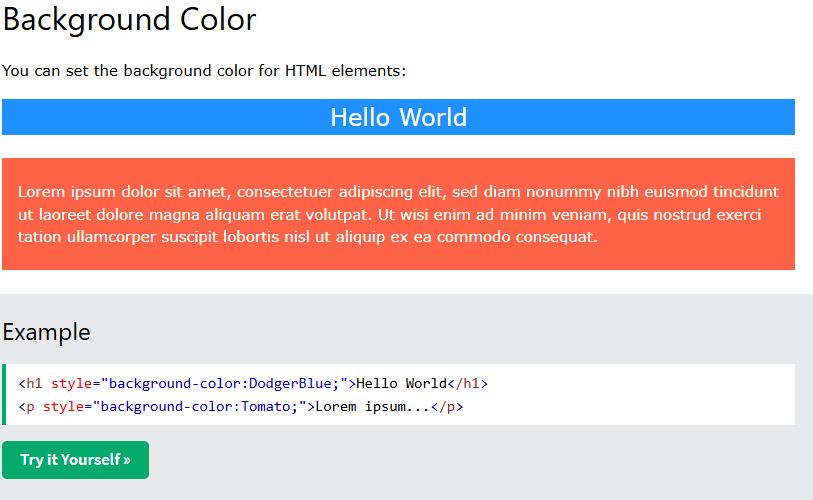 Background Color
You can set the background color for HTML elements:
Hello World
Lorem ipsum dolor sit amet, consectetuer adipiscing elit, sed diam nonummy nibh euismod tincidunt
ut laoreet dolore magna aliquam erat volutpat. Ut wisi enim ad minim veniam, quis nostrud exerci
tation ullamcorper suscipit lobortis nisl ut aliquip ex ea commodo consequat.
Example
<h1 style="background-color:DodgerBlue;">Hello World</h1>
<p style="background-color:Tomato;">Lorem ipsum...</p>
Try it Yourself »